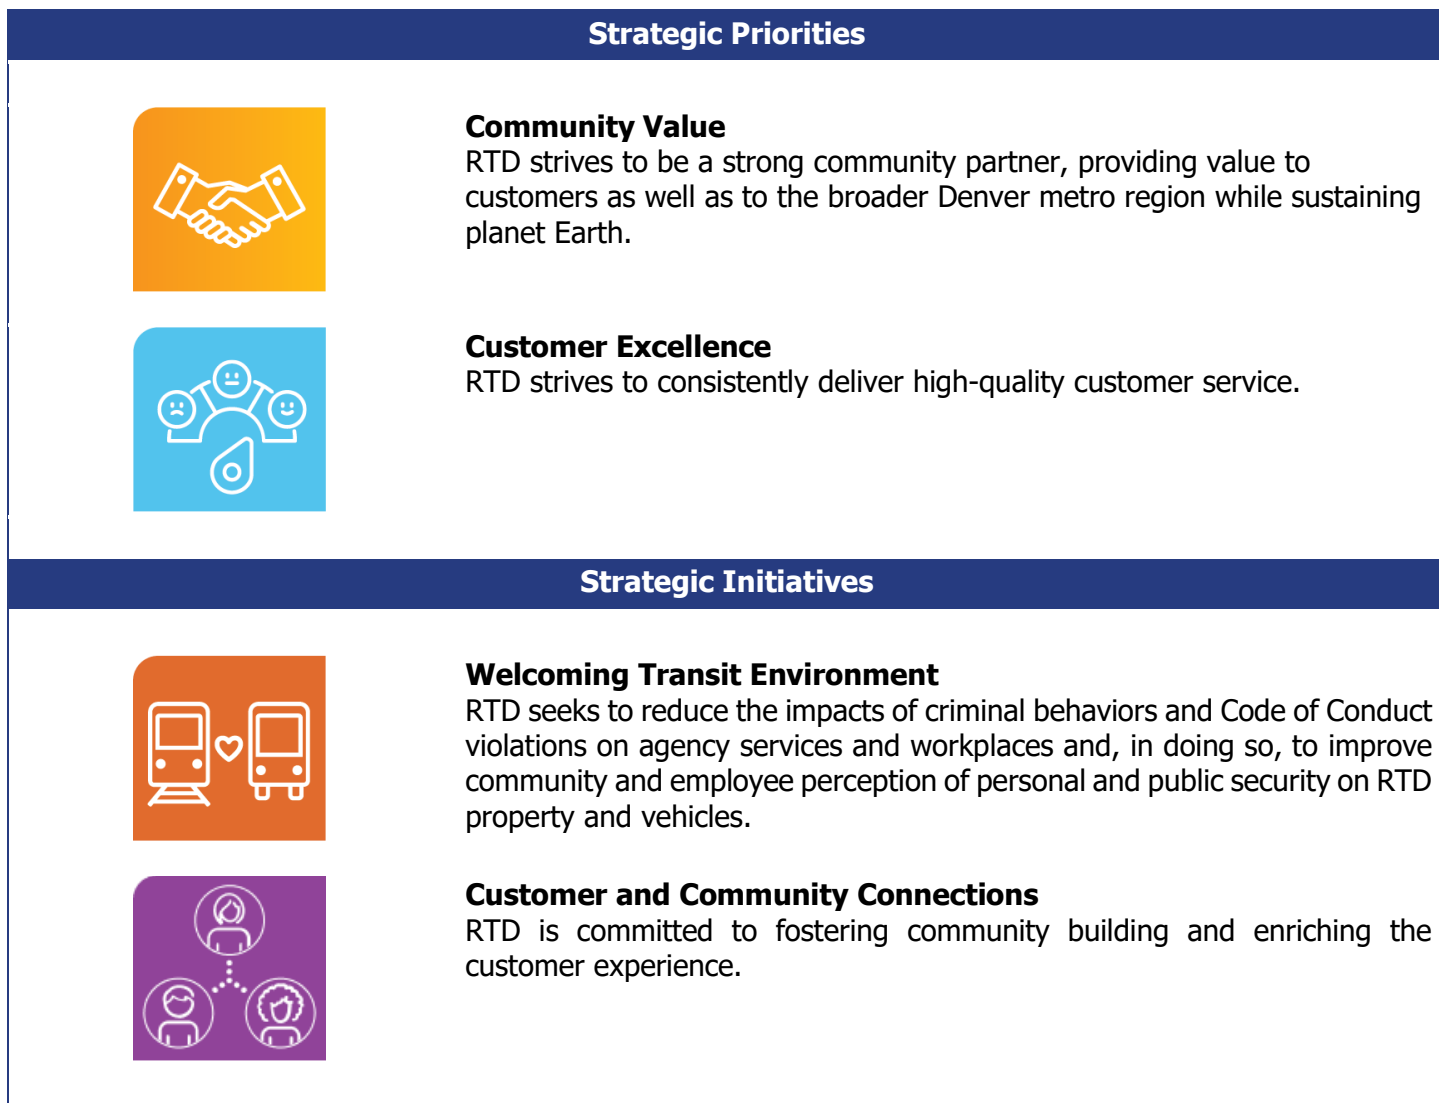 Strategic Priorities
Community Value
RTD strives to be a strong community partner, providing value to
customers as well as to the broader Denver metro region while sustaining
planet Earth.
Customer Excellence
RTD strives to consistently deliver high-quality customer service.
Strategic Initiatives
Welcoming Transit Environment
RTD seeks to reduce the impacts of criminal behaviors and Code of Conduct
violations on agency services and workplaces and, in doing so, to improve
community and employee perception of personal and public security on RTD
property and vehicles.
Customer and Community Connections
RTD is committed to fostering community building and enriching the
customer experience.